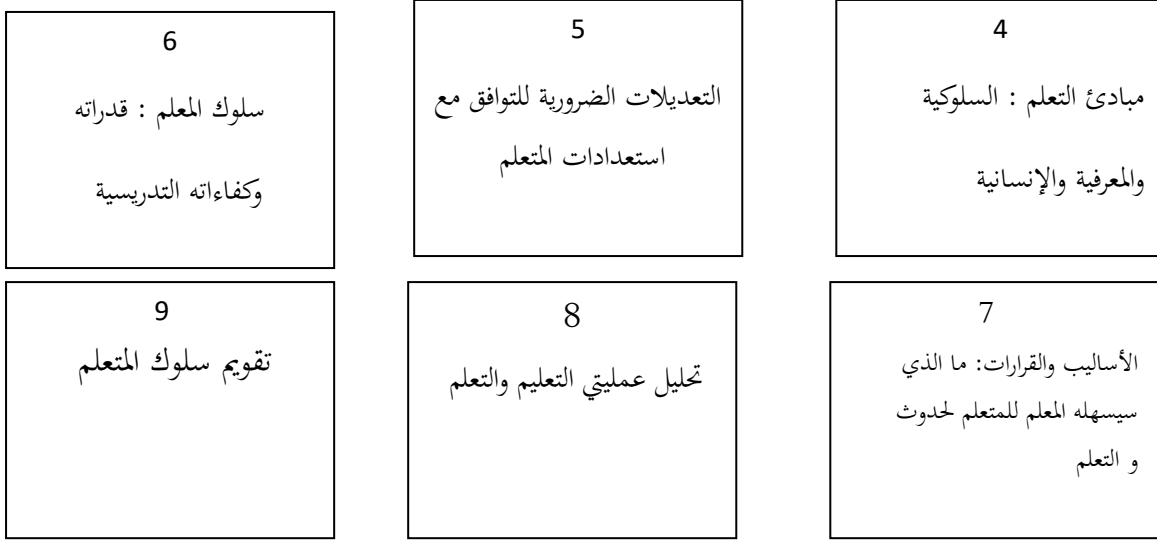 4
مبادئ التعلم : السلوكية
والمعرفية والإنسانية
5
التعديلات الضرورية للتوافق مع
استعدادات المتعلم
6
سلوك المعلم : قدراته
وكفاءاته التدريسية
7
الأساليب والقرارات: ما الذي
سيسهله المعلم للمتعلم لحدوث
و التعلم
8
تحليل عمليتي التعليم والتعلم
9
تقويم سلوك المتعلم